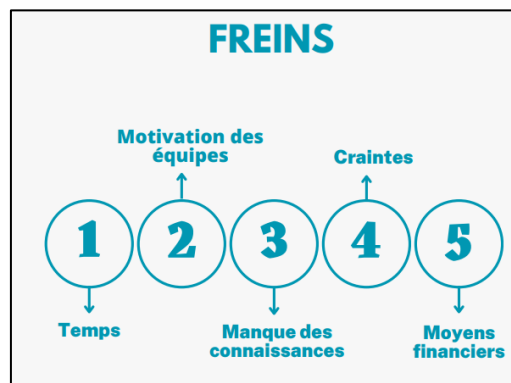 FREINS
Motivation des
équipes
Craintes
1 2 3 4 5
Temps
Manque des
connaissances
Moyens
financiers